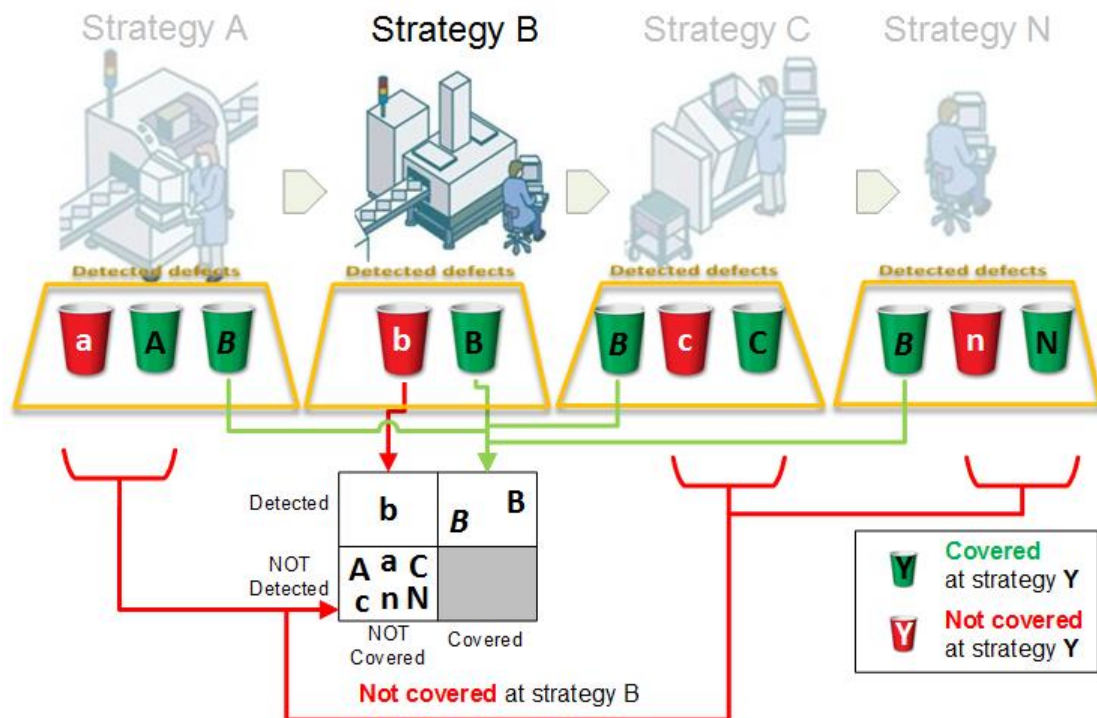 Strategy A
Strategy B
Strategy C
Strategy N
Detected defects
Detected defects
Detected defects
Detected defects
a A B
b B
B c C
B n N
Detected
b
B B
NOT
Detected
A a C
c n N
NOT
Covered
Covered
Not covered at strategy B
Y Covered
at strategy Y
Y Not covered
at strategy Y